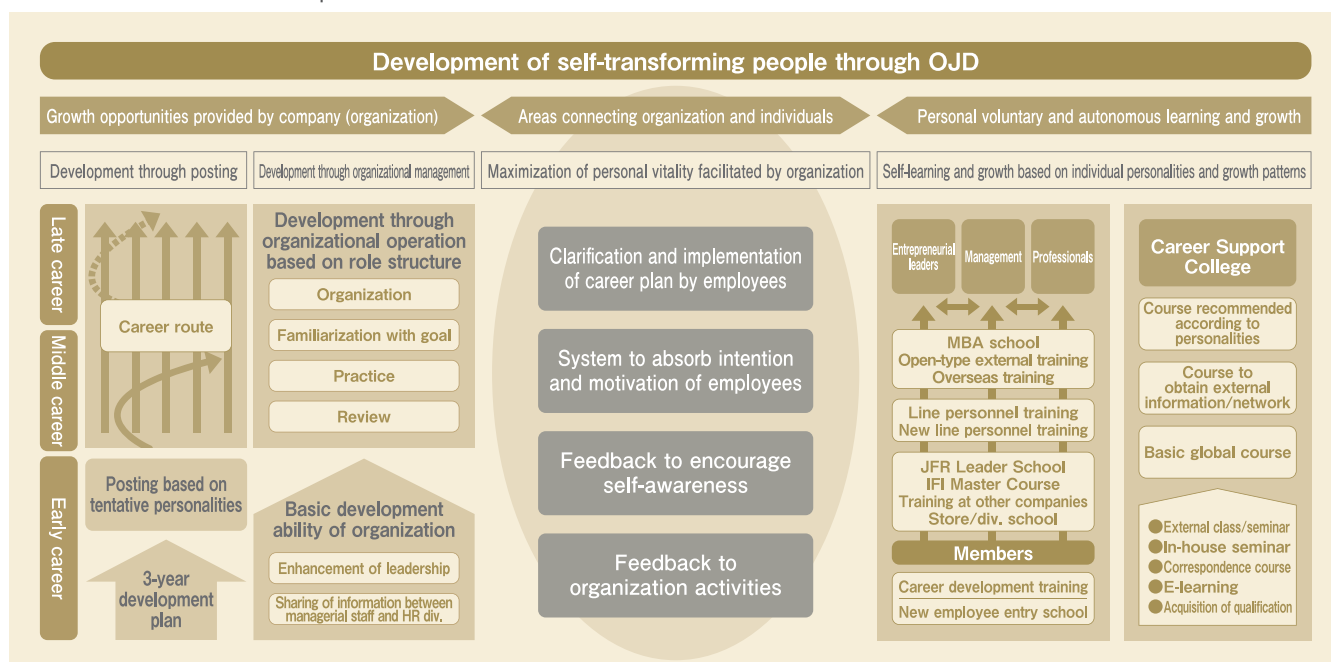 Development of self-transforming people through OJD
Growth opportunities provided by company (organization)
Areas connecting organization and individuals
Personal voluntary and autonomous learning and growth
Development through posting
Development through organizational management
Maximization of personal vitality facilitated by organization
Self-learning and growth based on individual personalities and growth patterns
Late career
Middle career
Early career
Career route
Posting based on
tentative personalities
3-year
development
plan
Development through
organizational operation
based on role structure
Organization
Familiarization with goal
Practice
Review
Basic development
ability of organization
Enhancement of leadership
Sharing of information between
managerial staff and HR div.
Clarification and implementation
of career plan by employees
System to absorb intention
and motivation of employees
Feedback to encourage
self-awareness
Feedback to
organization activities
Entrepreneurial
leaders
Management
Professionals
MBA school
Open-type external training
Overseas training
Line personnel training
New line personnel training
JFR Leader School
IFI Master Course
Training at other companies
Store/div. school
Members
Career development training
New employee entry school
Career Support
College
Course recommended
according to
personalities
Course to
obtain external
information/network
Basic global course
●External class/seminar
●In-house seminar
●Correspondence course
●E-learning
●Acquisition of qualification